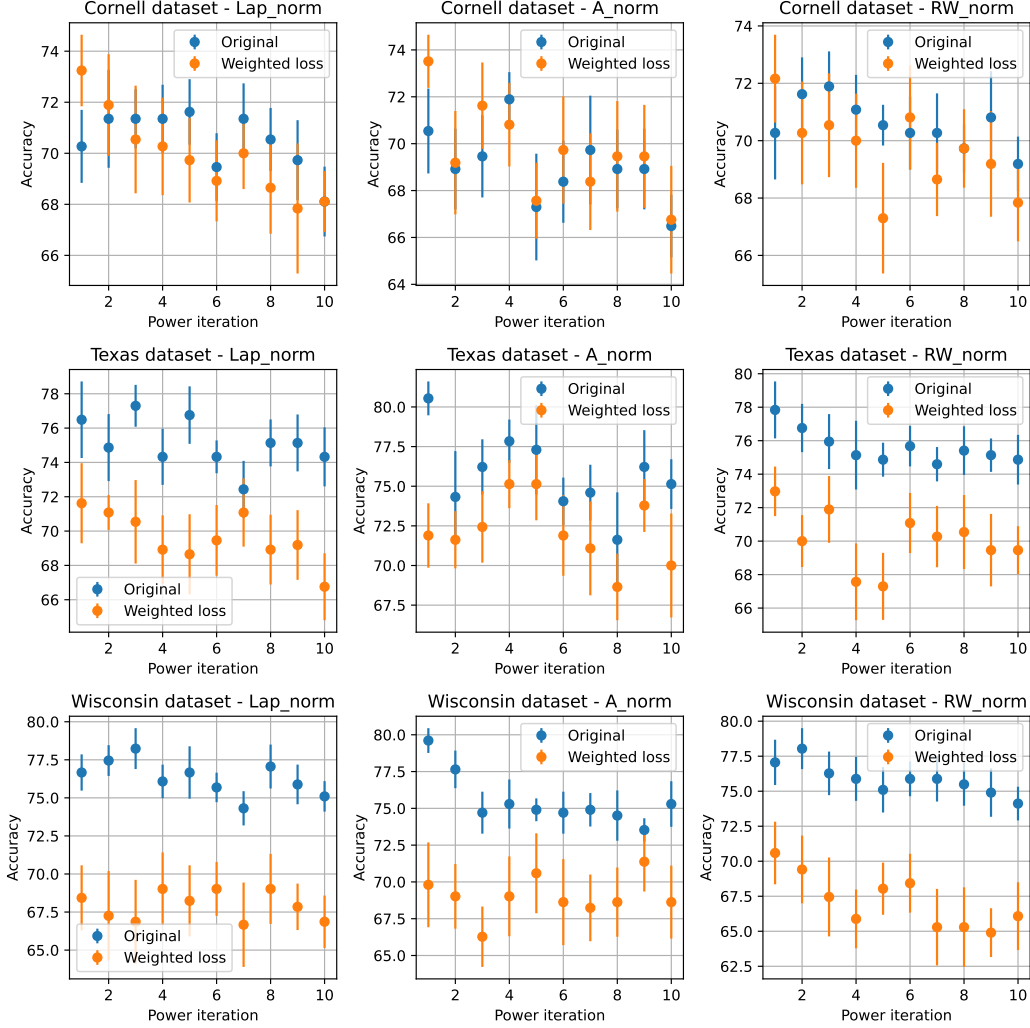 Cornell dataset - Lap_norm
Original
Weighted loss
74
72
70
68
66
Accuracy
2 4 6 8 10
Power iteration
Cornell dataset - A_norm
Original
Weighted loss
74
72
70
68
66
64
Accuracy
2 4 6 8 10
Power iteration
Cornell dataset - RW_norm
Original
Weighted loss
74
72
70
68
66
Accuracy
2 4 6 8 10
Power iteration
Texas dataset - Lap_norm
78
76
74
72
70
68
66
Accuracy
Original
Weighted loss
2 4 6 8 10
Power iteration
Texas dataset - A_norm
Original
Weighted loss
80.0
77.5
75.0
72.5
70.0
67.5
Accuracy
2 4 6 8 10
Power iteration
Texas dataset - RW_norm
Original
Weighted loss
80
78
76
74
72
70
68
66
Accuracy
2 4 6 8 10
Power iteration
Wisconsin dataset - Lap_norm
80.0
77.5
75.0
72.5
70.0
67.5
65.0
Accuracy
Original
Weighted loss
2 4 6 8 10
Power iteration
Wisconsin dataset - A_norm
Original
Weighted loss
80.0
77.5
75.0
72.5
70.0
67.5
65.0
Accuracy
2 4 6 8 10
Power iteration
Wisconsin dataset - RW_norm
Original
Weighted loss
80.0
77.5
75.0
72.5
70.0
67.5
65.0
62.5
Accuracy
2 4 6 8 10
Power iteration